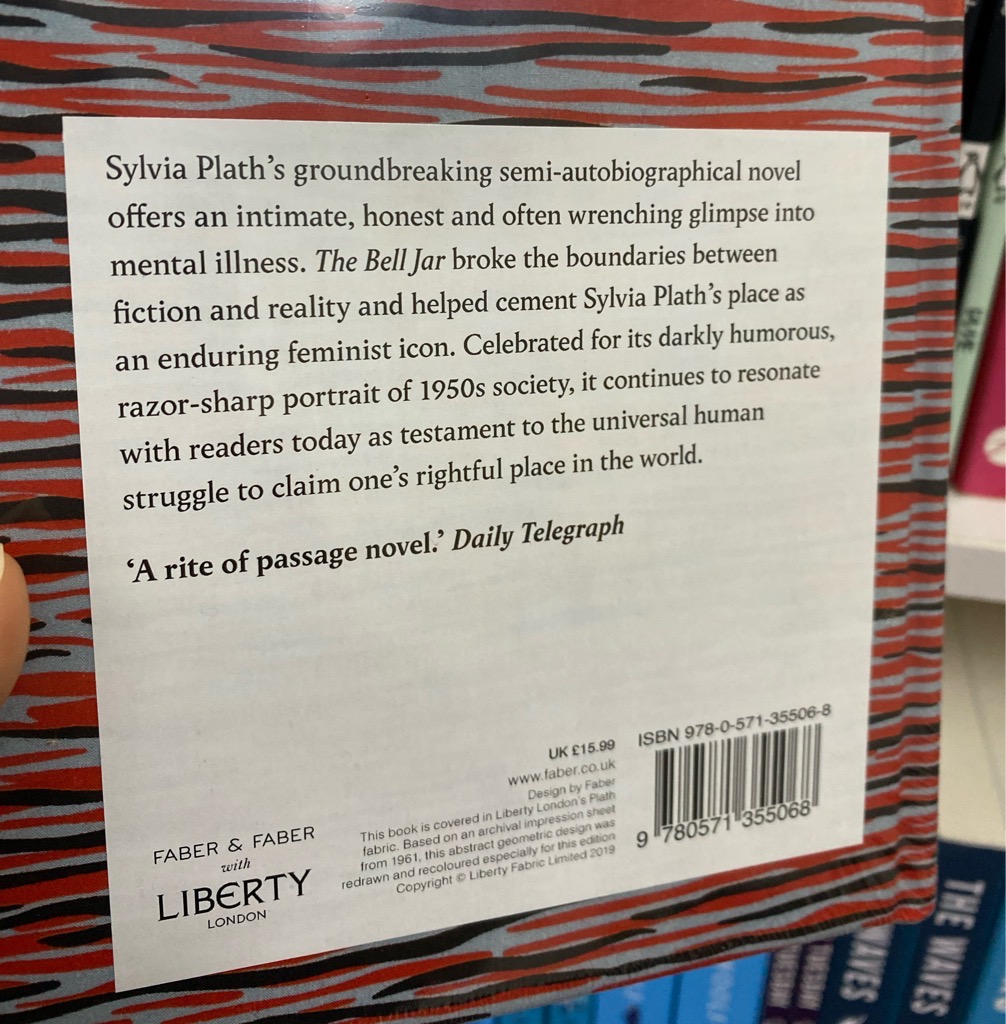 Sylvia Plath's groundbreaking semi-autobiographical novel
offers an intimate, honest and often wrenching glimpse into
mental illness. The Bell Jar broke the boundaries between
fiction and reality and helped cement Sylvia Plath's place as
an enduring feminist icon. Celebrated for its darkly humorous,
razor-sharp portrait of 1950s society, it continues to resonate
with readers today as testament to the universal human
struggle to claim one's rightful place in the world.
‘A rite of passage novel.’ Daily Telegraph
UK £15.99
www.faber.co.uk
Design by Faber
This book is covered in Liberty London's Plath
fabric. Based on an archival impression sheet
from 1961, this abstract geometric design was
redrawn and recoloured especially for this edition
Copyright © Liberty Fabric Limited 2019
ISBN 978-0-571-35506-8
9 780571 355068
FABER & FABER
with
LIBERTY
LONDON
THE WAVES
WAVES